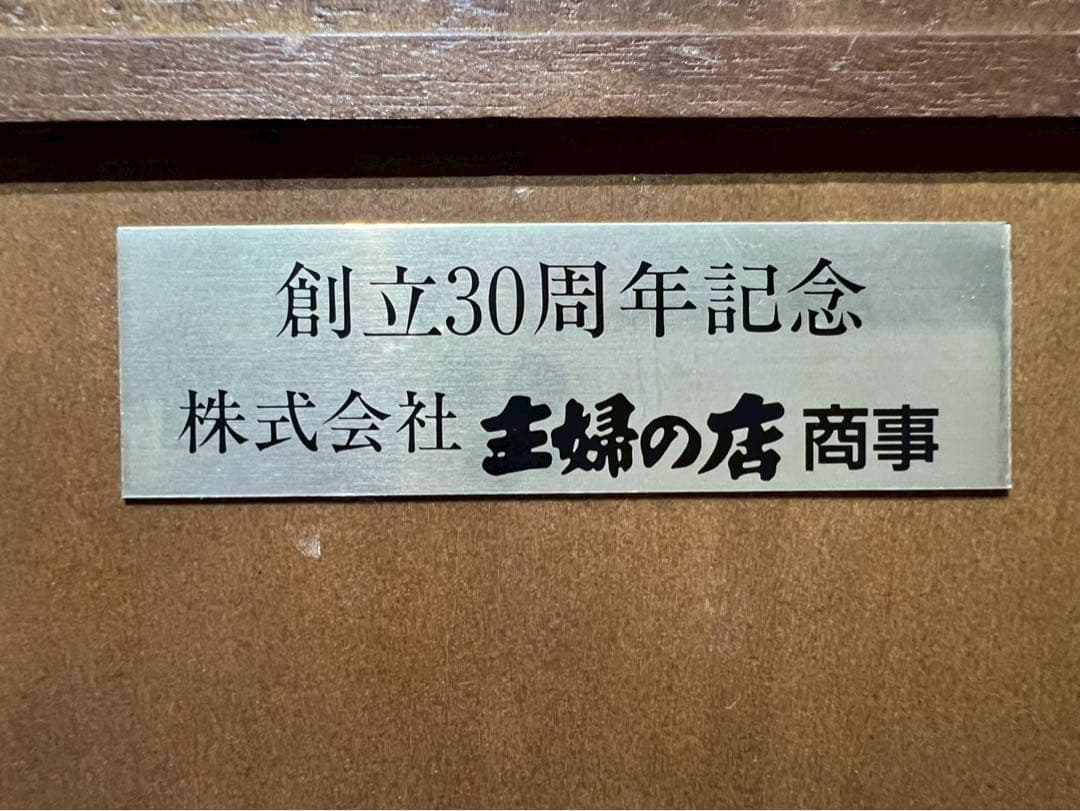 創立30周年記念
株式会社 主婦の店 商事